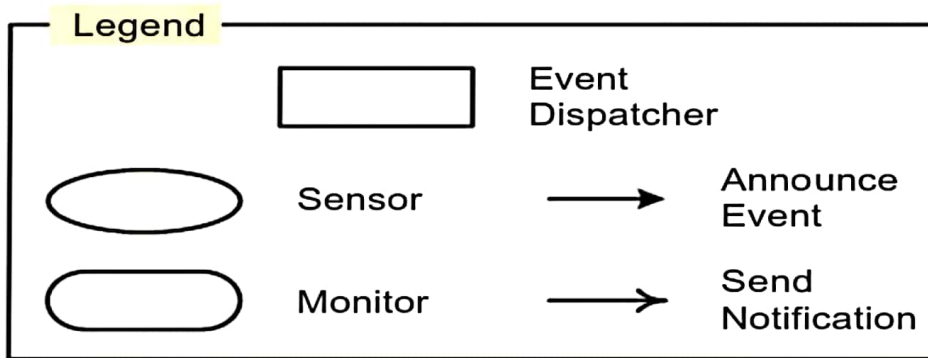 Legend
Event
Dispatcher
Sensor
Announce
Event
Monitor
Send
Notification